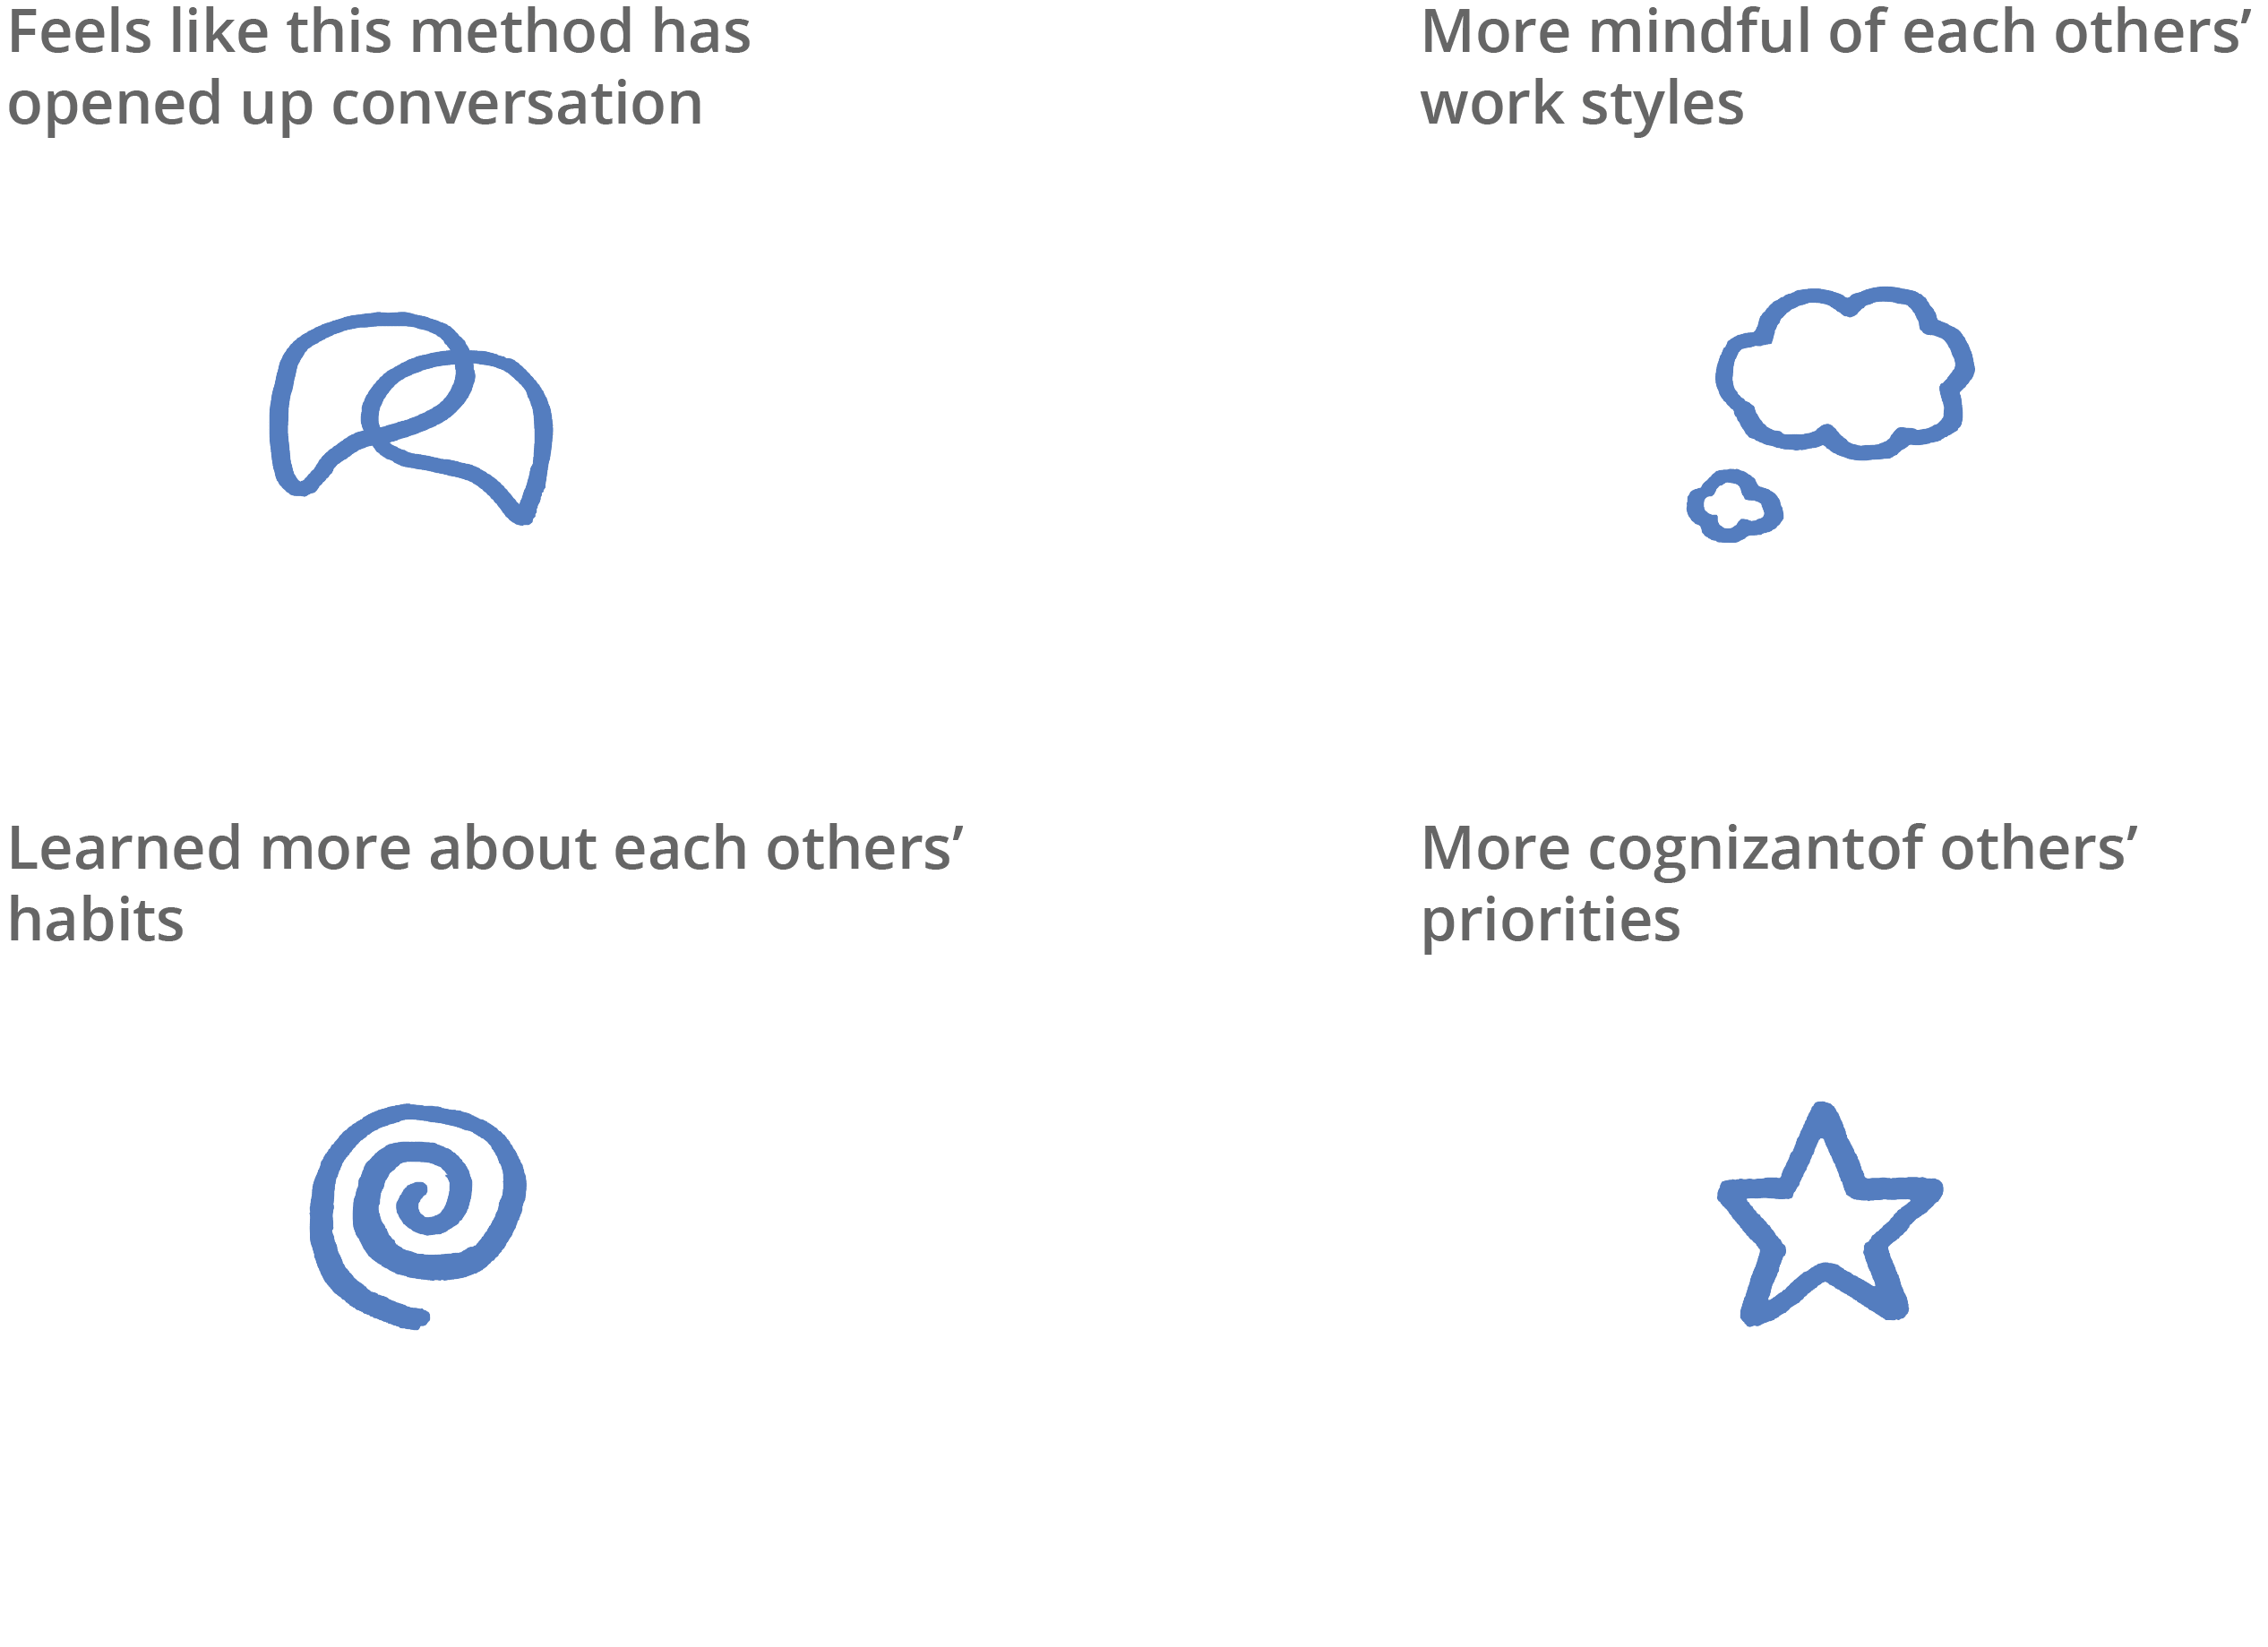 Feels like this method has
opened up conversation
More mindful of each others’
work styles
Learned more about each others’
habits
More cognizantof others’
priorities